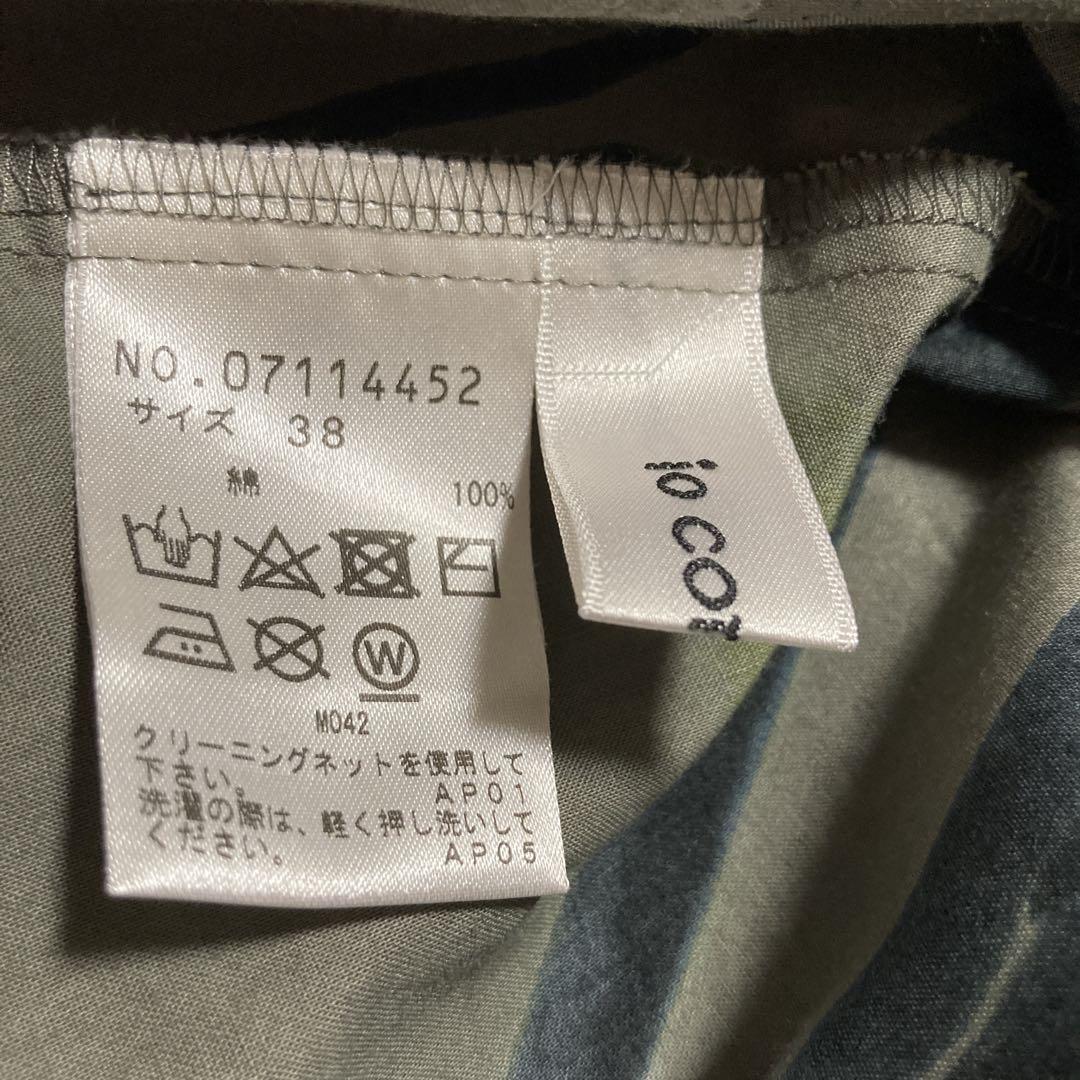 NO.07114452
サイズ 38
綿 100%
W
M042
クリーニングネットを使用して
下さい。 AP01
洗濯の際は、軽く押し洗いして
ください。 AP05